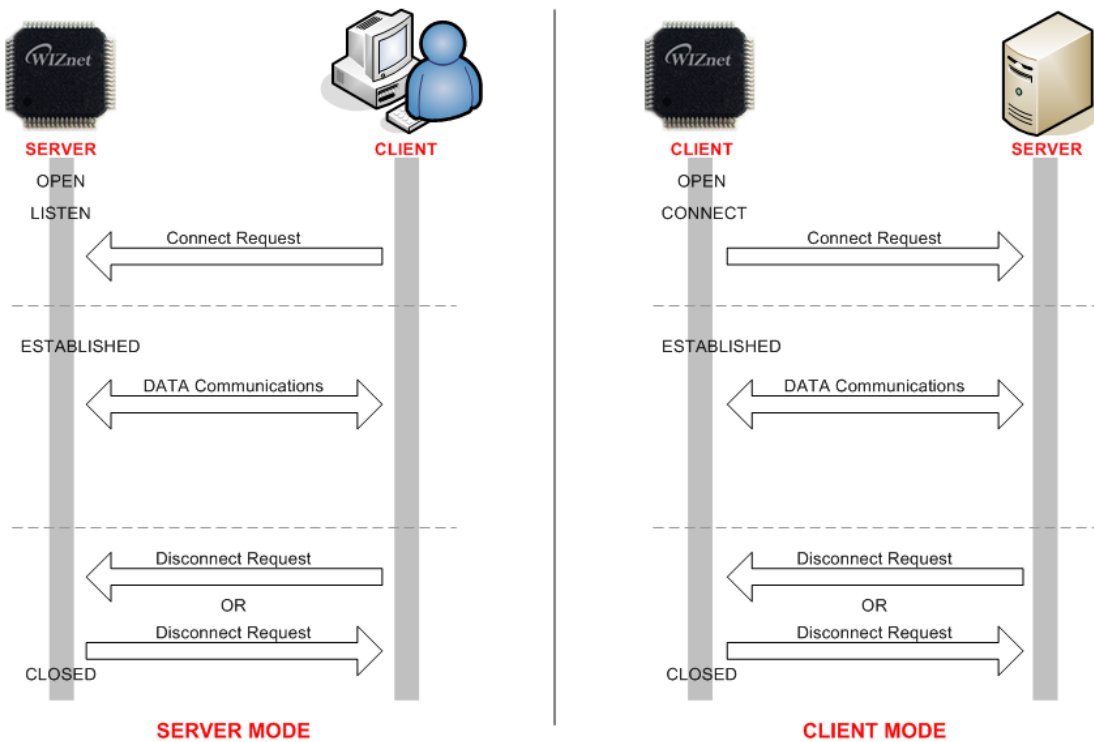 WIZnet
SERVER
CLIENT
OPEN
LISTEN
Connect Request
ESTABLISHED
DATA Communications
Disconnect Request
OR
Disconnect Request
CLOSED
SERVER MODE
WIZnet
CLIENT
SERVER
OPEN
CONNECT
Connect Request
ESTABLISHED
DATA Communications
Disconnect Request
OR
Disconnect Request
CLOSED
CLIENT MODE